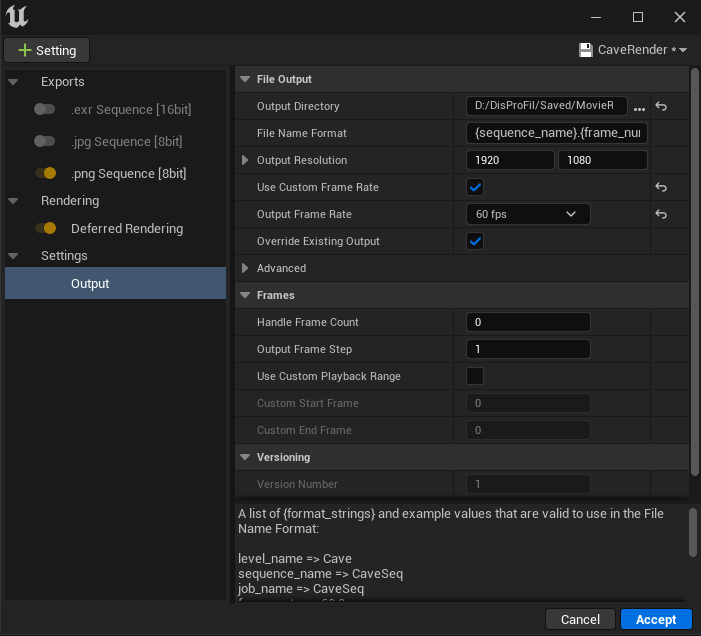 Setting
CaveRender *
Exports
.exr Sequence [16bit]
.jpg Sequence [8bit]
.png Sequence [8bit]
Rendering
Deferred Rendering
Settings
Output
File Output
Output Directory D:/DisProFil/Saved/MovieR ...
File Name Format {sequence_name}.{frame_nu
Output Resolution 1920 1080
Use Custom Frame Rate
Output Frame Rate 60 fps
Override Existing Output
Advanced
Frames
Handle Frame Count 0
Output Frame Step 1
Use Custom Playback Range
Custom Start Frame 0
Custom End Frame 0
Versioning
Version Number 1
A list of {format_strings} and example values that are valid to use in the File
Name Format:
level_name => Cave
sequence_name => CaveSeq
job_name => CaveSeq
Cancel
Accept